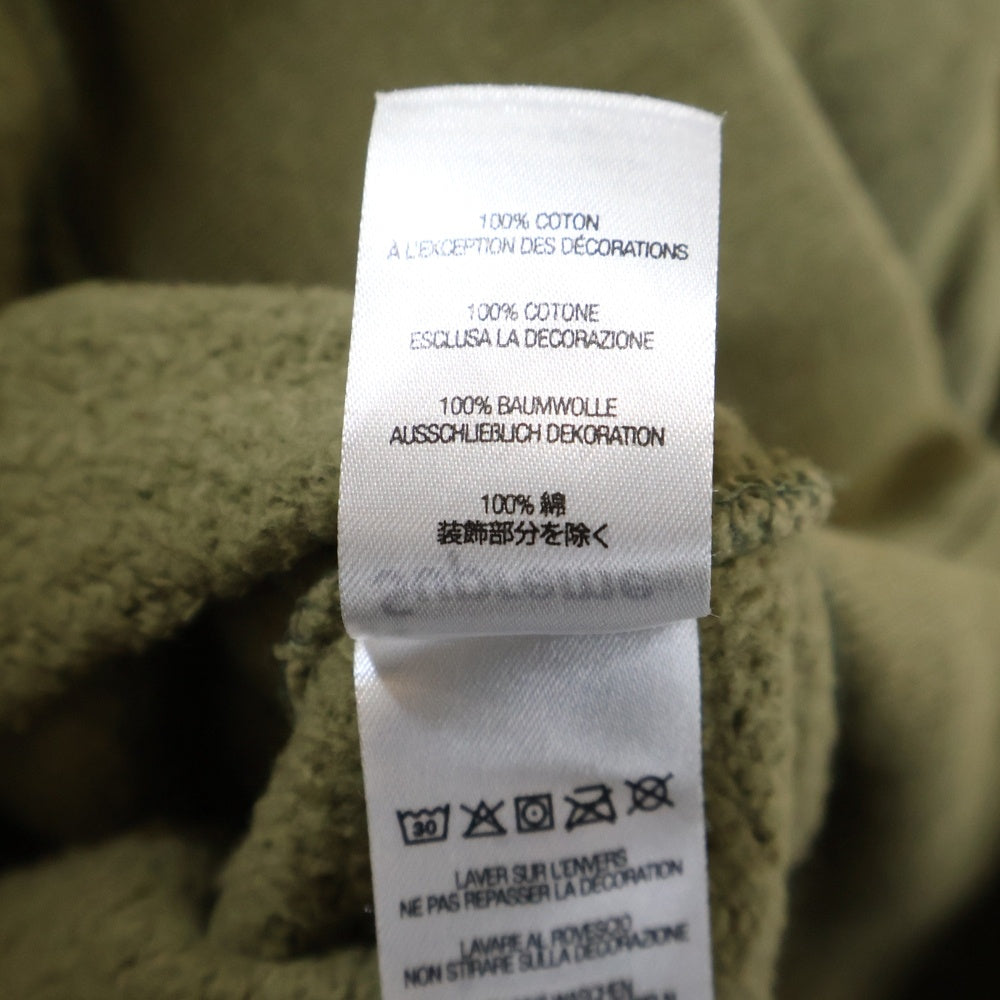 100% COTON
À L'EXCEPTION DES DÉCORATIONS
100% COTONE
ESCLUSA LA DECORAZIONE
100% BAUMWOLLE
AUSSCHLIEßLICH DEKORATION
100% 綿
装飾部分を除く
30
LAVER SUR L'ENVERS
NE PAS REPASSER LA DÉCORATION
LAVARE AL ROVESCIO
NON STIRARE SULLA DECORAZIONE